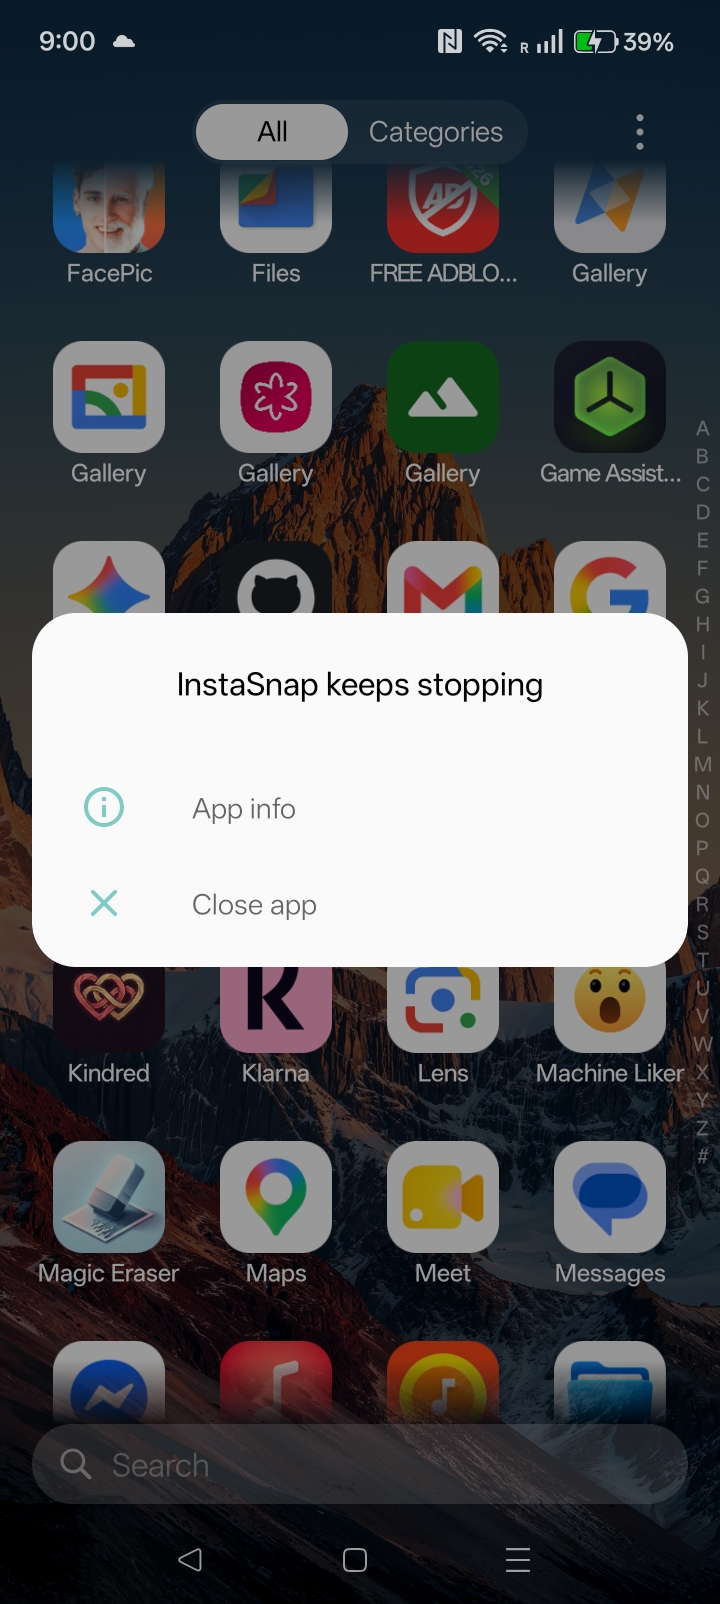 9:00
R
39%
All
Categories
FacePic
Files
FREE ADBLO...
Gallery
Gallery
Gallery
Gallery
Game Assist...
InstaSnap keeps stopping
App info
Close app
Kindred
Klarna
Lens
Machine Liker
Magic Eraser
Maps
Meet
Messages
Search
A
B
C
D
E
F
G
H
I
J
K
L
M
N
O
P
Q
R
S
T
U
V
W
X
Y
Z
#